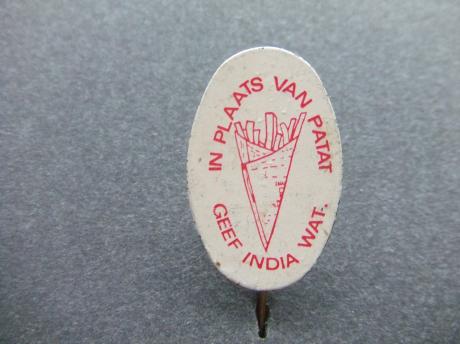 IN PLAATS VAN PATAT
GEEF INDIA WAT.